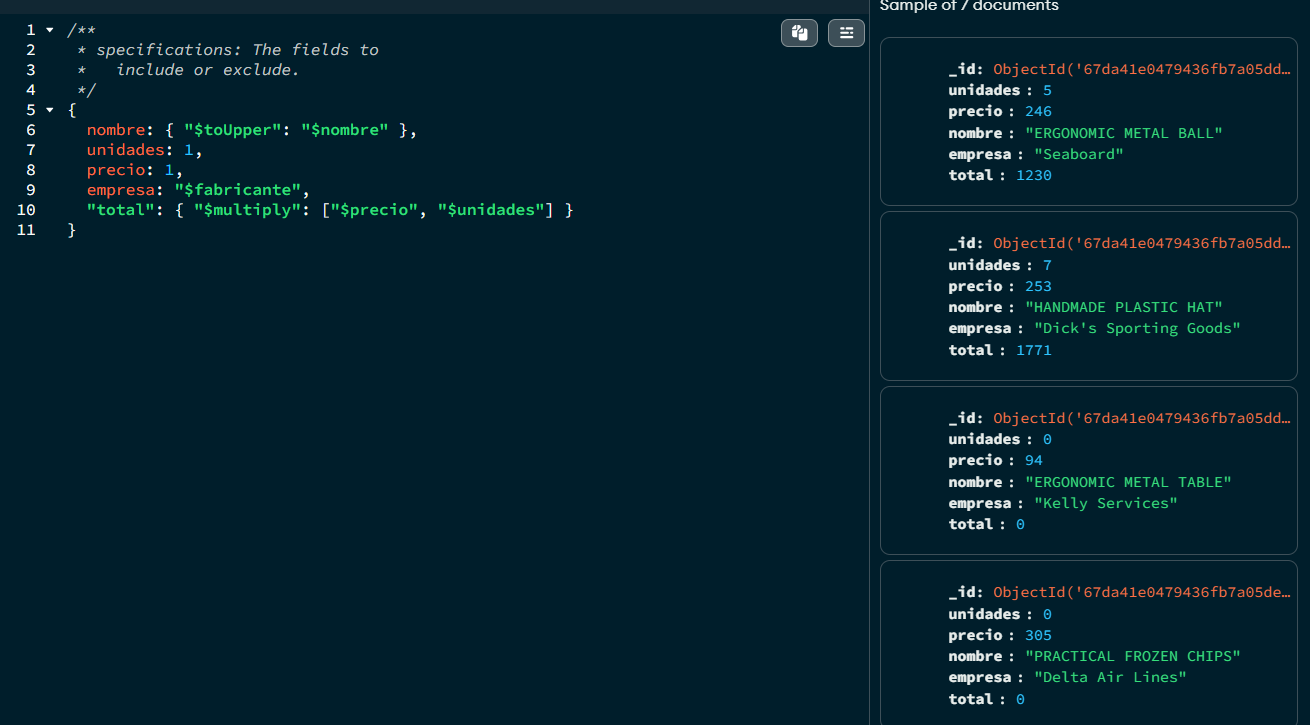 1 /**
2 * specifications: The fields to
3 * include or exclude.
4 */
5 {
6 nombre: { "$toUpper": "$nombre" },
7 unidades: 1,
8 precio: 1,
9 empresa: "$fabricante",
10 "total": { "$multiply": ["$precio", "$unidades"] }
11 }
Sample of 7 documents
_id: ObjectId('67da41e0479436fb7a05dd…
unidades : 5
precio : 246
nombre : "ERGONOMIC METAL BALL"
empresa : "Seaboard"
total : 1230
_id: ObjectId('67da41e0479436fb7a05dd…
unidades : 7
precio : 253
nombre : "HANDMADE PLASTIC HAT"
empresa : "Dick's Sporting Goods"
total : 1771
_id: ObjectId('67da41e0479436fb7a05dd…
unidades : 0
precio : 94
nombre : "ERGONOMIC METAL TABLE"
empresa : "Kelly Services"
total : 0
_id: ObjectId('67da41e0479436fb7a05de…
unidades : 0
precio : 305
nombre : "PRACTICAL FROZEN CHIPS"
empresa : "Delta Air Lines"
total : 0